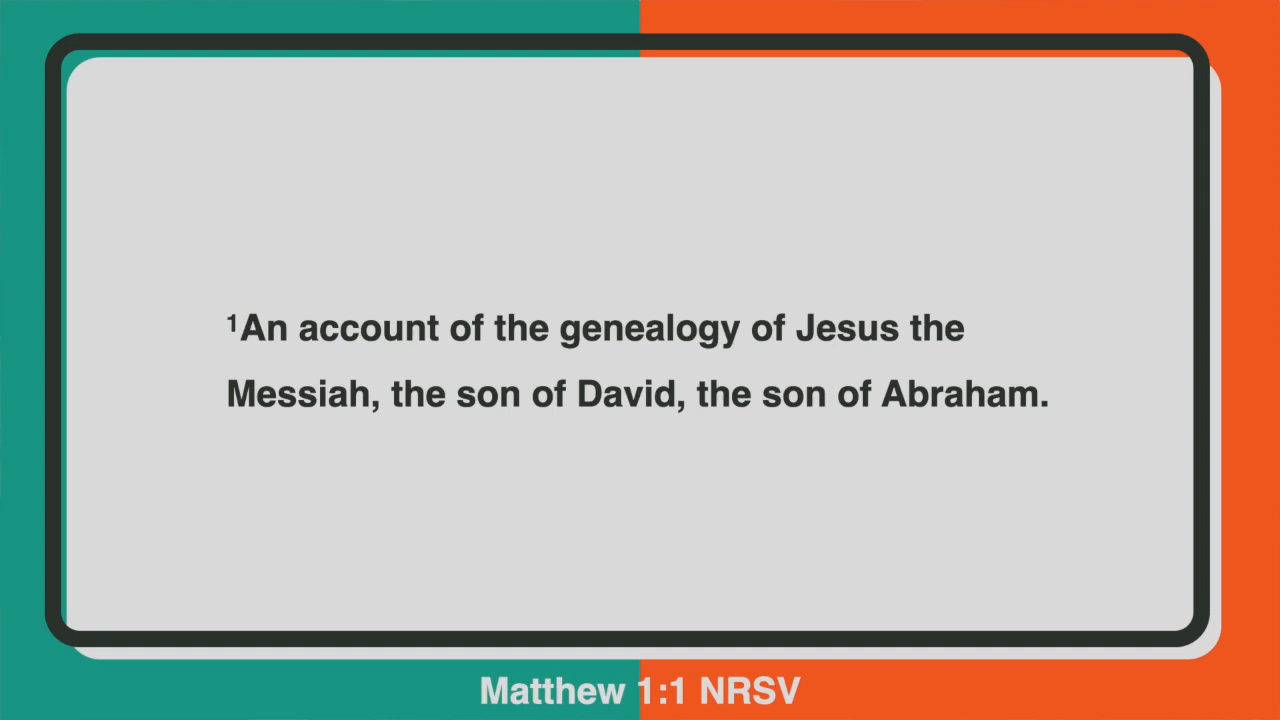 ¹An account of the genealogy of Jesus the
Messiah, the son of David, the son of Abraham.
Matthew 1:1 NRSV